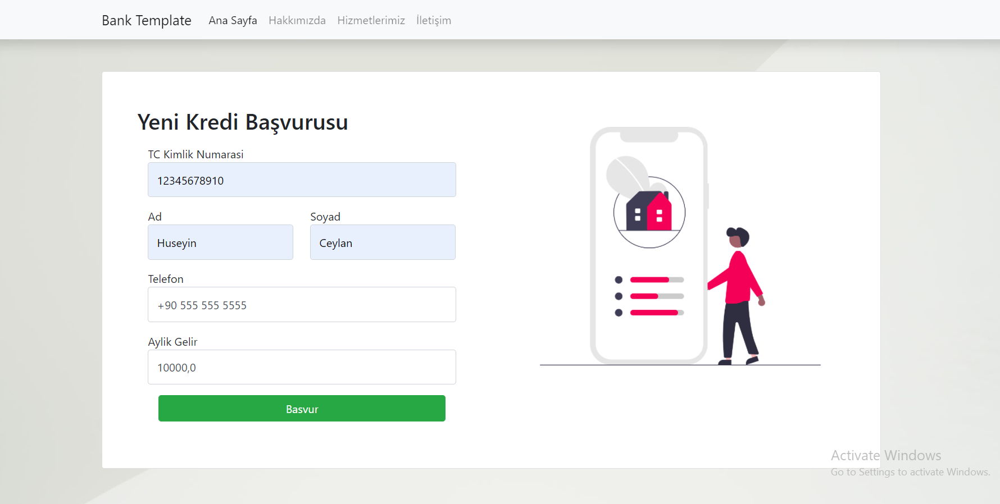 Bank Template Ana Sayfa Hakkımızda Hizmetlerimiz İletişim
Yeni Kredi Başvurusu
TC Kimlik Numarasi
12345678910
Ad Soyad
Huseyin Ceylan
Telefon
+90 555 555 5555
Aylik Gelir
10000,0
Basvur
Activate Windows
Go to Settings to activate Windows.